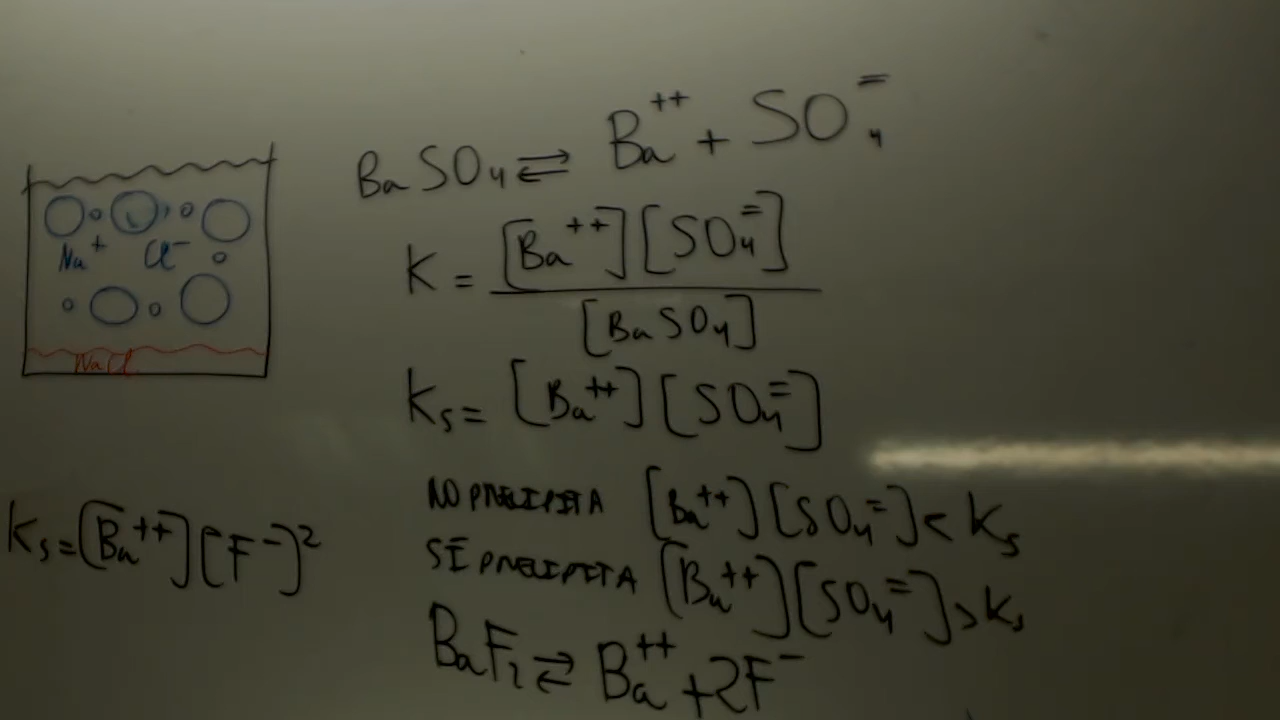 BaSO₄ ⇌ Ba⁺⁺ + SO₄⁼
Na⁺ Cl⁻
NaCl
K = [Ba⁺⁺][SO₄⁼] / [BaSO₄]
Ks = [Ba⁺⁺][SO₄⁼]
NO PRECIPITA [Ba⁺⁺][SO₄⁼] < Ks
SÍ PRECIPITA [Ba⁺⁺][SO₄⁼] > Ks
BaF₂ ⇌ Ba⁺⁺ + 2F⁻
Ks = [Ba⁺⁺][F⁻]²